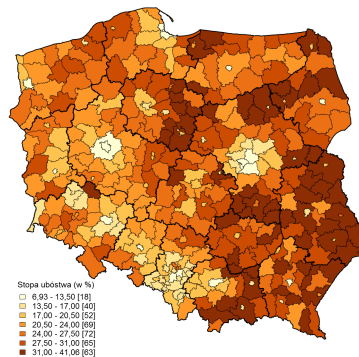 Stopa ubóstwa (w %)
6,93 - 13,50 [18]
13,50 - 17,00 [40]
17,00 - 20,50 [52]
20,50 - 24,00 [69]
24,00 - 27,50 [72]
27,50 - 31,00 [65]
31,00 - 41,06 [63]